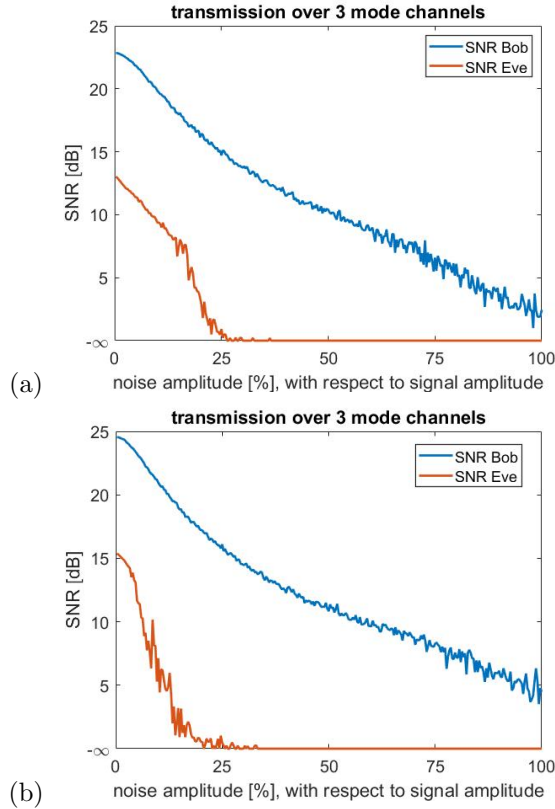 transmission over 3 mode channels
25
SNR Bob
SNR Eve
20
15
SNR [dB]
10
5
-∞
0
25
50
75
100
(a)
noise amplitude [%], with respect to signal amplitude
transmission over 3 mode channels
25
SNR Bob
SNR Eve
20
15
SNR [dB]
10
5
-∞
0
25
50
75
100
(b)
noise amplitude [%], with respect to signal amplitude